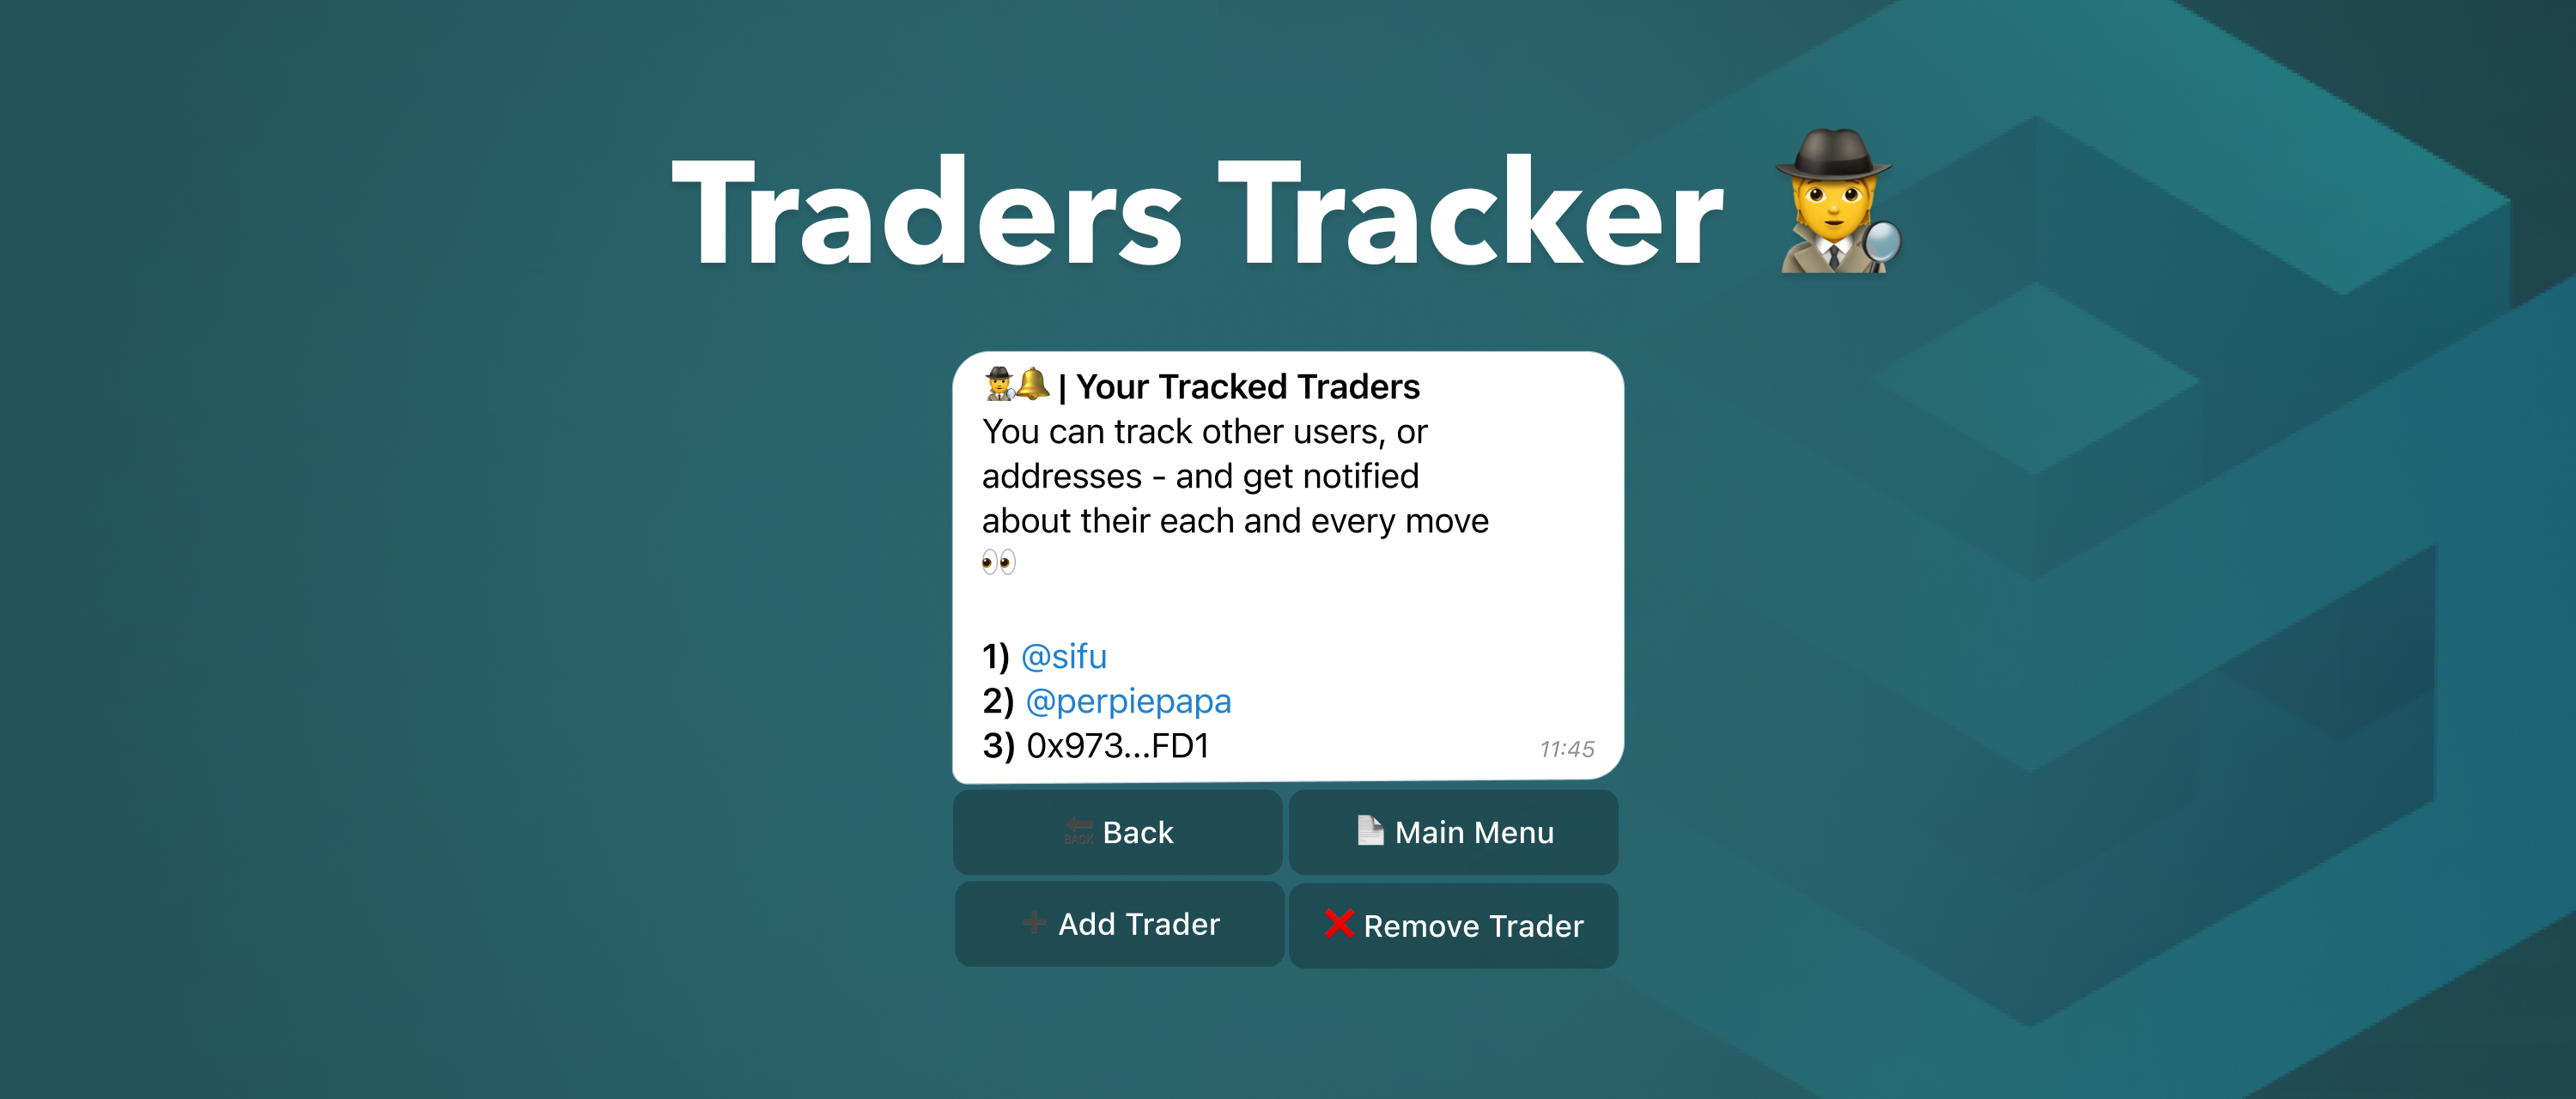 Traders Tracker 🕵️
🕵️🔔 | Your Tracked Traders
You can track other users, or
addresses - and get notified
about their each and every move
👀
1) @sifu
2) @perpiepapa
3) 0x973...FD1
11:45
🔙 Back
📄 Main Menu
➕ Add Trader
❌ Remove Trader